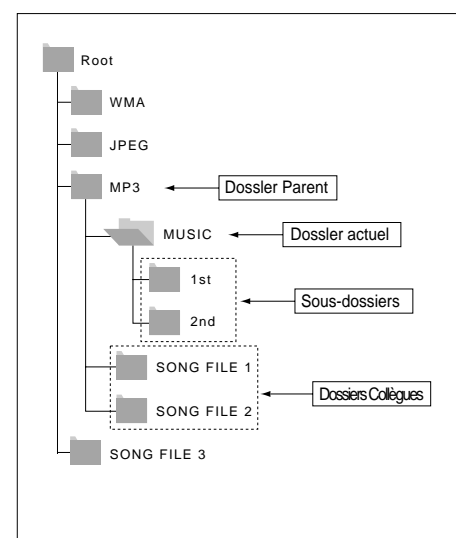 Root
WMA
JPEG
MP3 Dossler Parent
MUSIC Dossler actuel
1st
Sous-dossiers
2nd
SONG FILE 1
Dossiers Collègues
SONG FILE 2
SONG FILE 3